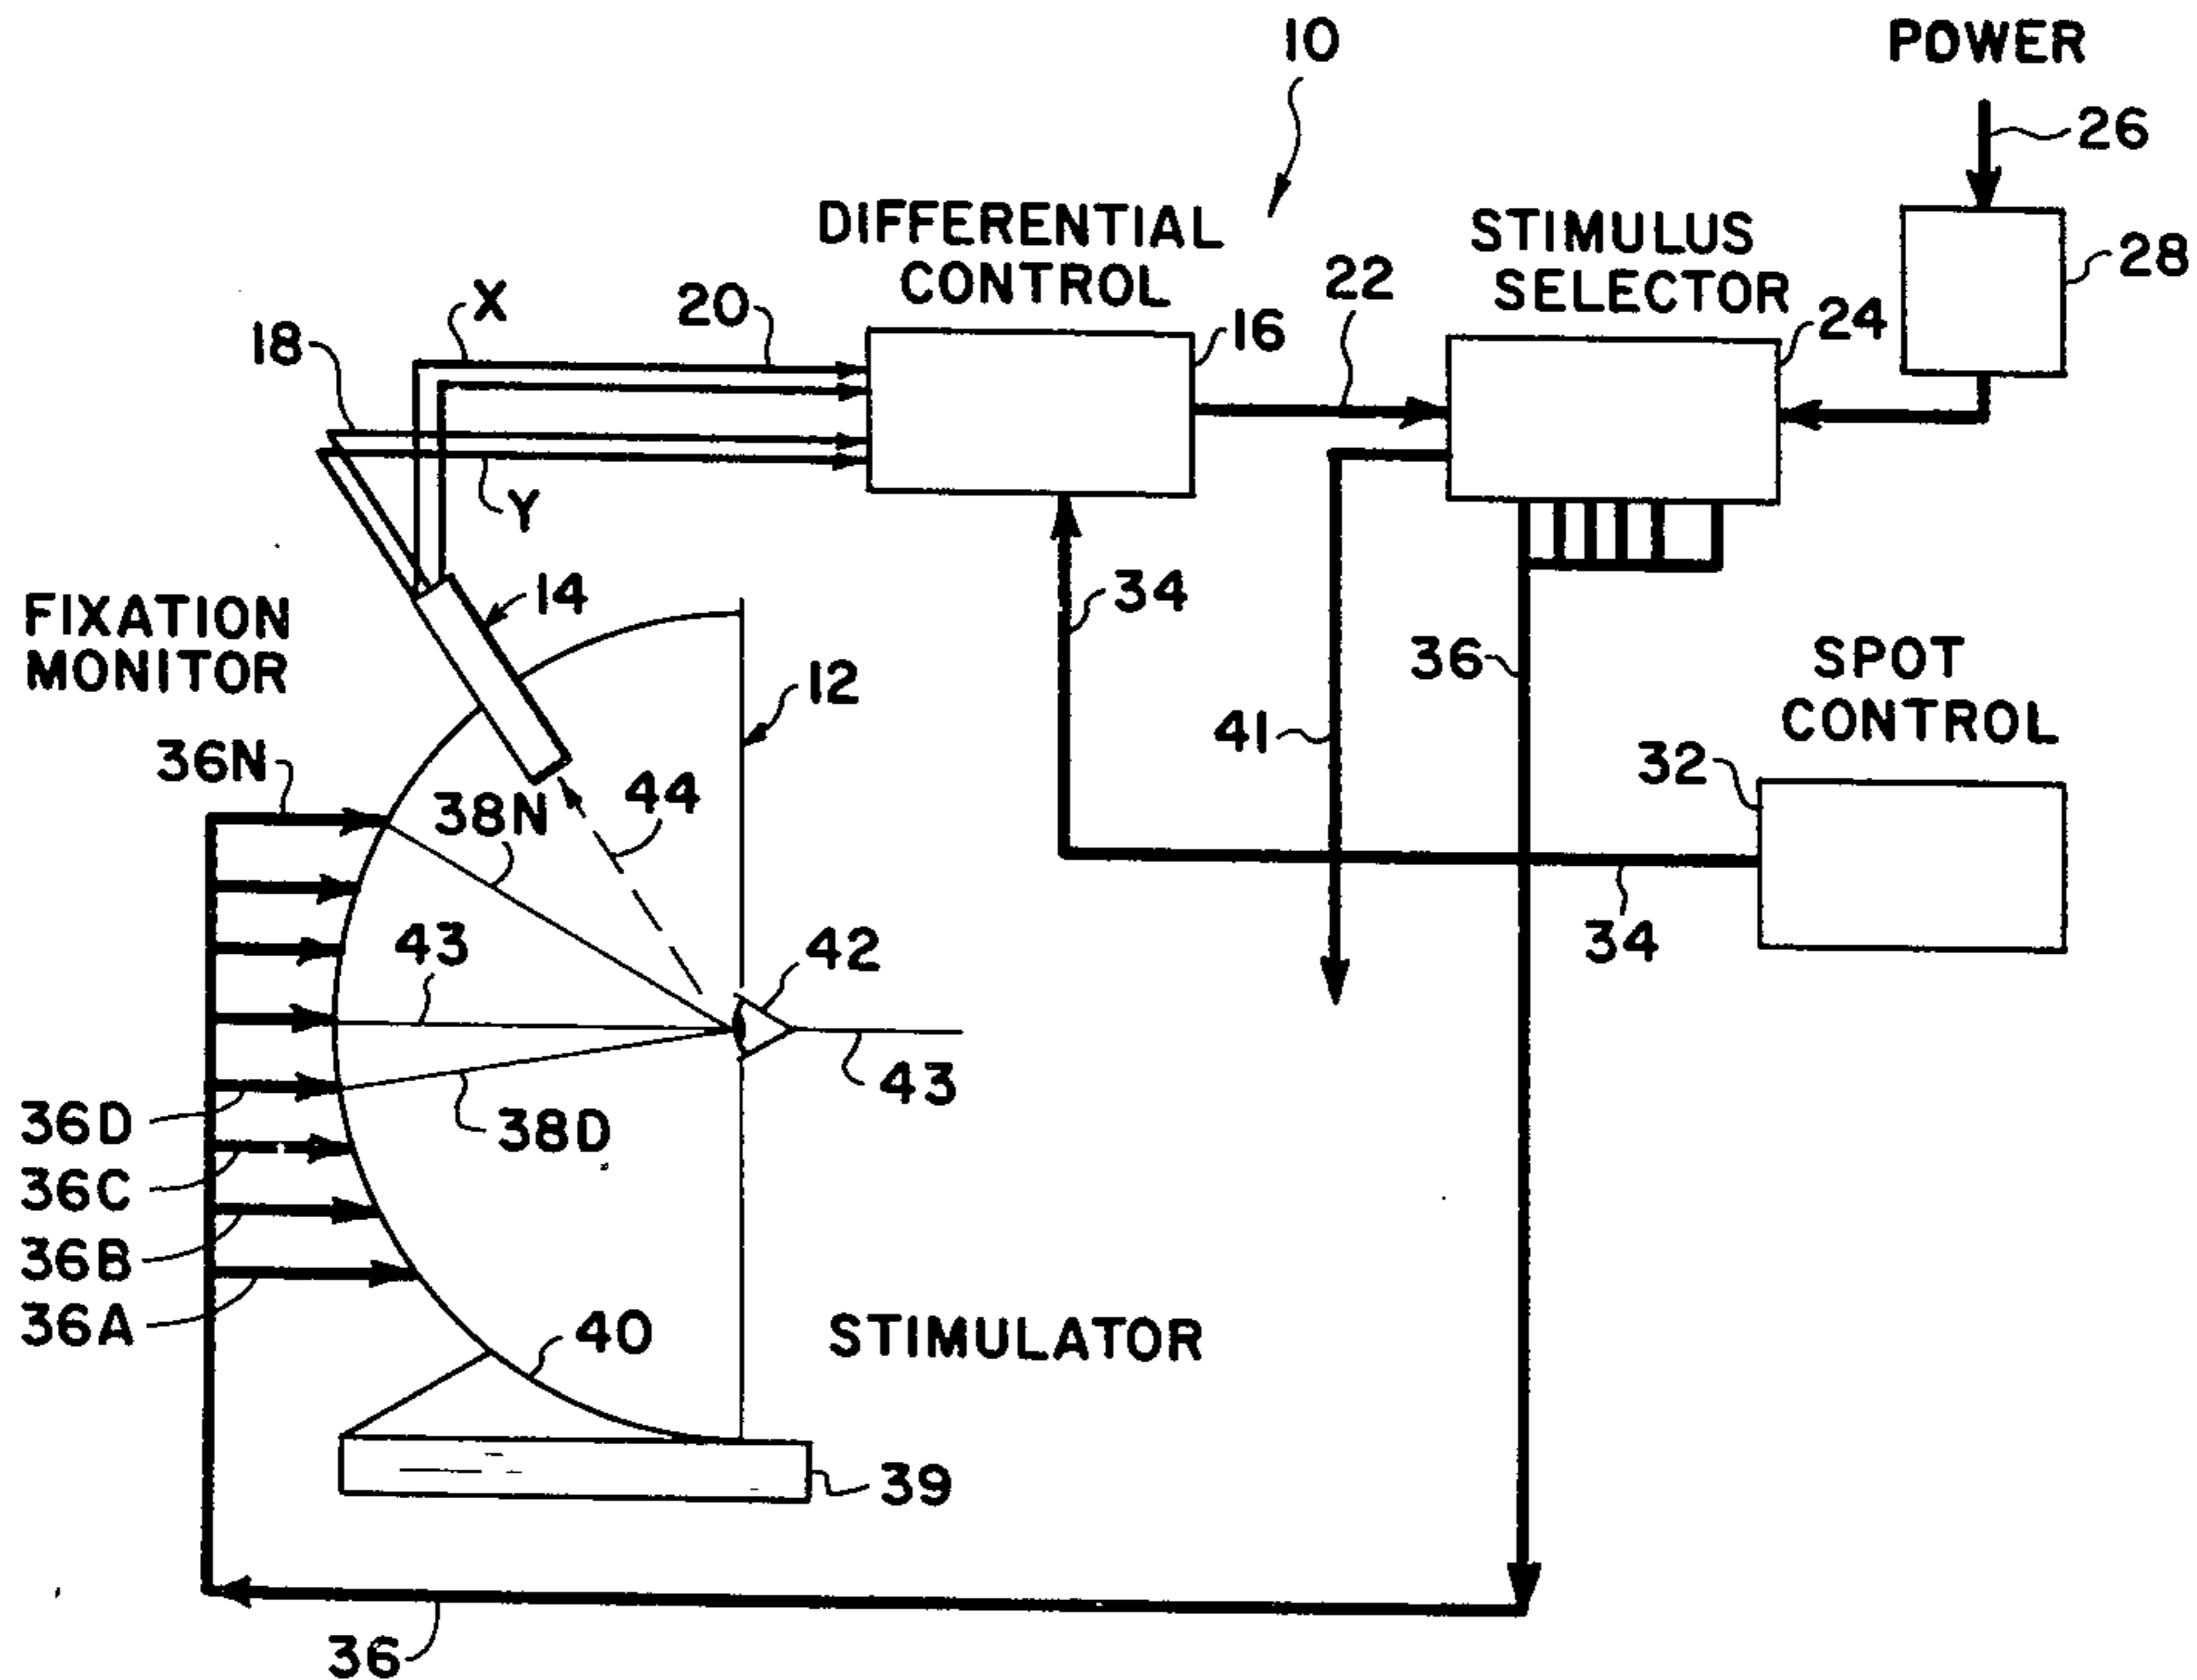 10
POWER
26
DIFFERENTIAL
CONTROL
STIMULUS
SELECTOR
28
X
20
22
24
18
16
Y
14
34
FIXATION
MONITOR
12
36
SPOT
CONTROL
41
32
36N
38N
44
43
42
34
43
36D
38D
36C
36B
36A
40
STIMULATOR
39
36